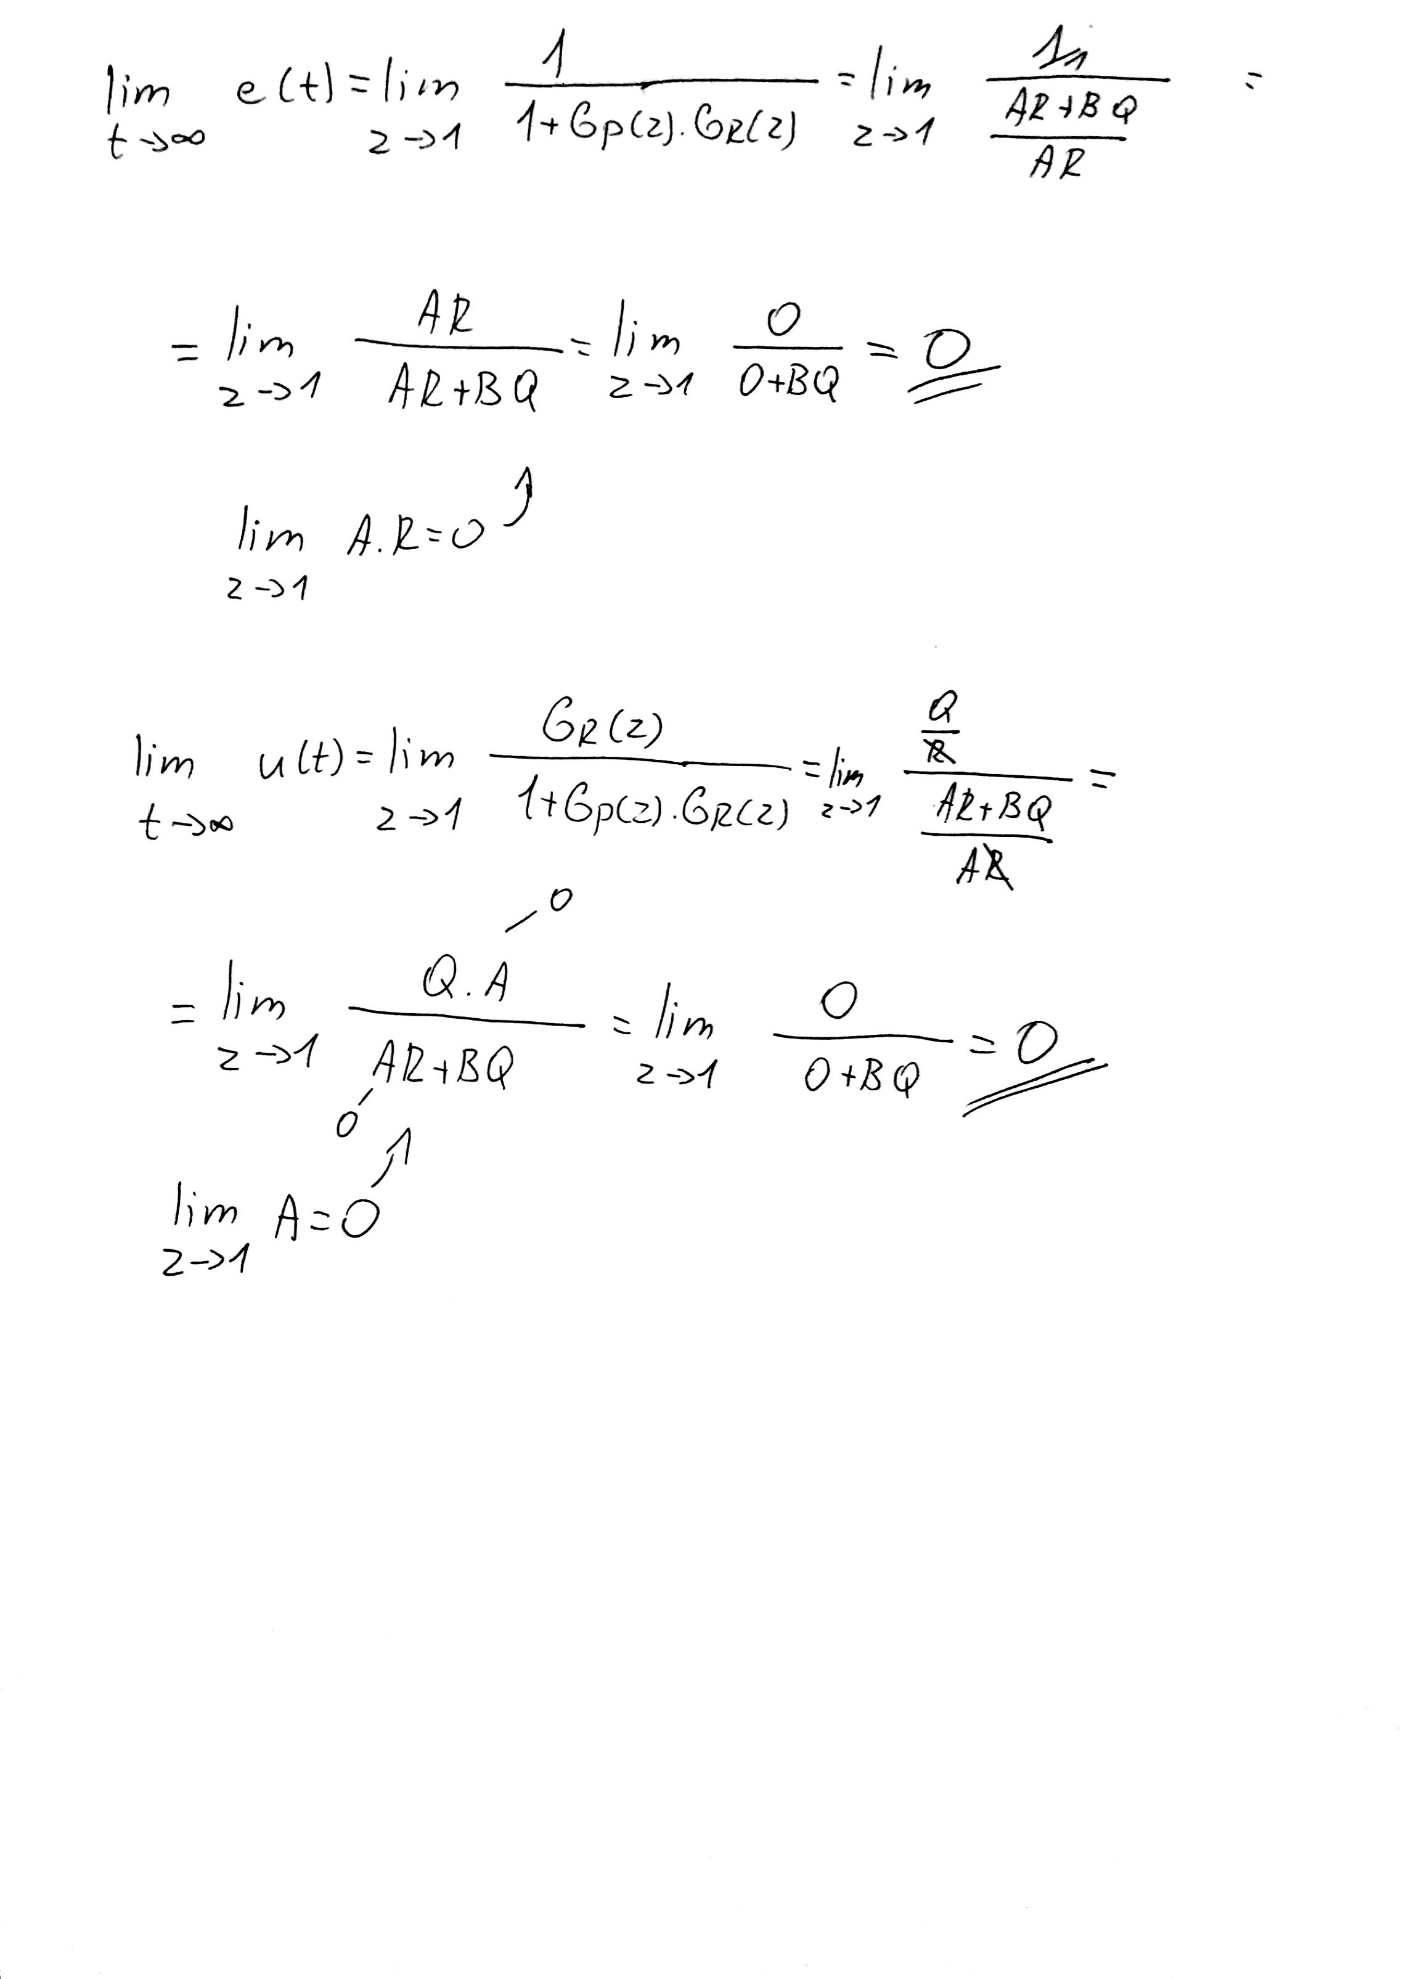 lim t→∞ e(t) = lim z→1 1 / (1+GP(z).GR(z)) = lim z→1 1 / ((AR+BQ) / AR) =
= lim z→1 AR / (AR+BQ) = lim z→1 0 / (0+BQ) = 0
lim z→1 A.R=0
lim t→∞ u(t) = lim z→1 GR(z) / (1+GP(z).GR(z)) = lim z→1 (Q / R) / ((AR+BQ) / AR) =
0
= lim z→1 Q.A / (AR+BQ) = lim z→1 0 / (0+BQ) = 0
0
lim z→1 A=0